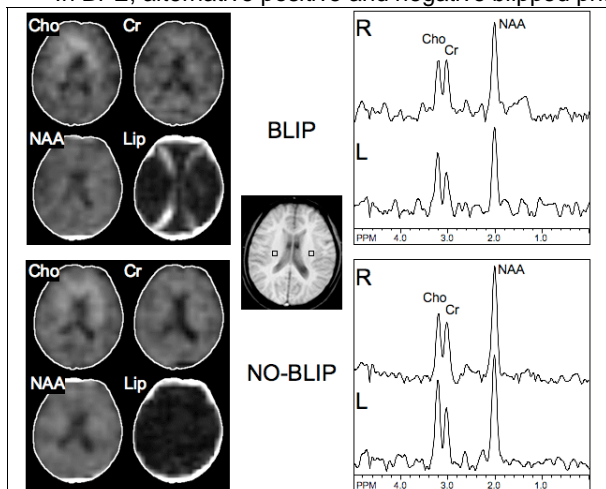 Cho
Cr
NAA
Lip
BLIP
R
Cho
Cr
NAA
L
PPM 4.0 3.0 2.0 1.0
Cho
Cr
NAA
Lip
NO-BLIP
R
Cho
Cr
NAA
L
PPM 4.0 3.0 2.0 1.0